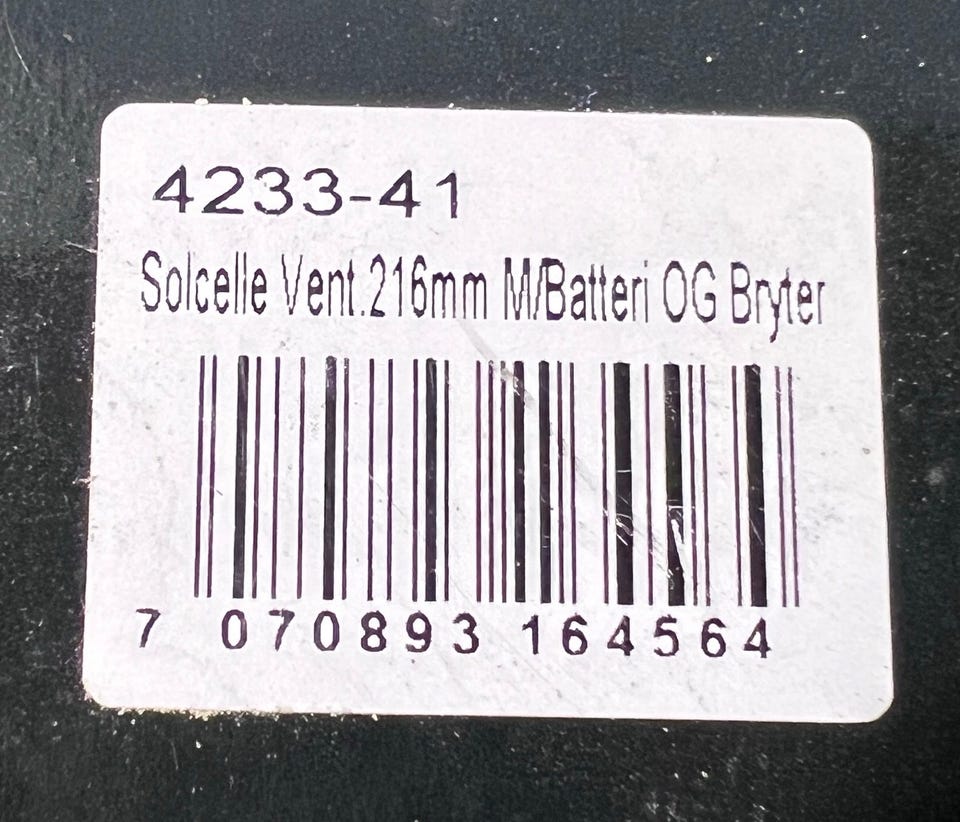 4233-41
Solcelle Vent.216mm M/Batteri OG Bryter
7 070893 164564